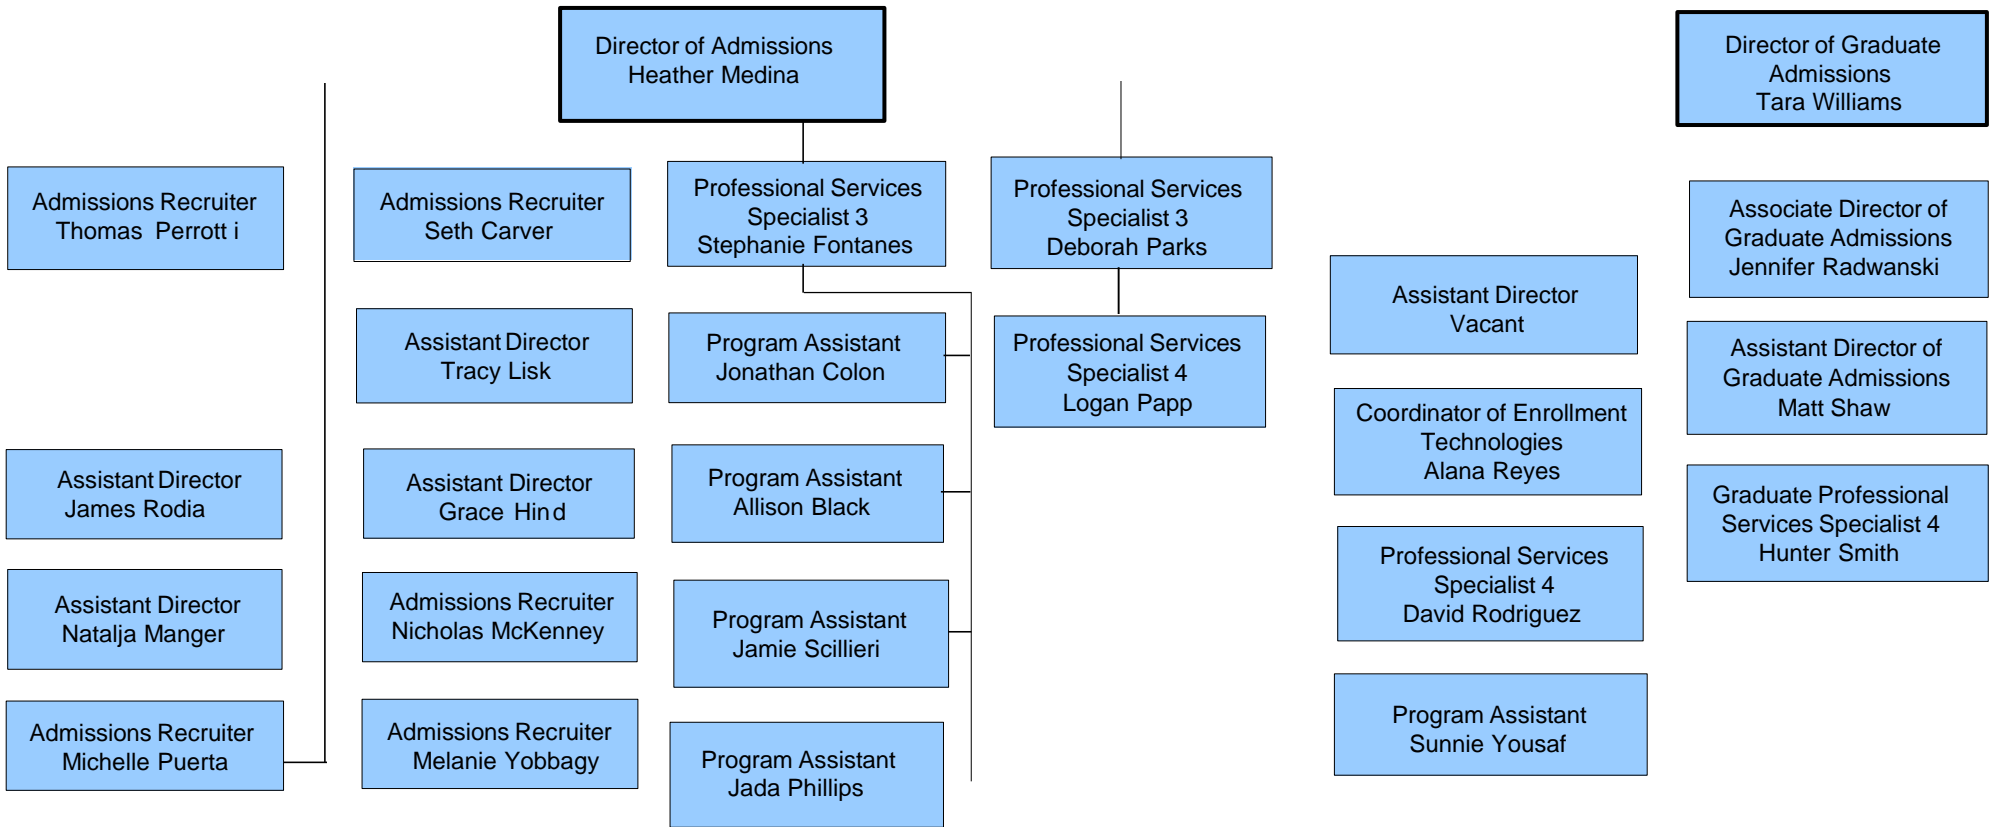 Director of Admissions
Heather Medina
Director of Graduate
Admissions
Tara Williams
Admissions Recruiter
Thomas Perrott i
Assistant Director
James Rodia
Assistant Director
Natalja Manger
Admissions Recruiter
Michelle Puerta
Admissions Recruiter
Seth Carver
Assistant Director
Tracy Lisk
Assistant Director
Grace Hind
Admissions Recruiter
Nicholas McKenney
Admissions Recruiter
Melanie Yobbagy
Professional Services
Specialist 3
Stephanie Fontanes
Program Assistant
Jonathan Colon
Program Assistant
Allison Black
Program Assistant
Jamie Scillieri
Program Assistant
Jada Phillips
Professional Services
Specialist 3
Deborah Parks
Professional Services
Specialist 4
Logan Papp
Assistant Director
Vacant
Coordinator of Enrollment
Technologies
Alana Reyes
Professional Services
Specialist 4
David Rodriguez
Program Assistant
Sunnie Yousaf
Associate Director of
Graduate Admissions
Jennifer Radwanski
Assistant Director of
Graduate Admissions
Matt Shaw
Graduate Professional
Services Specialist 4
Hunter Smith